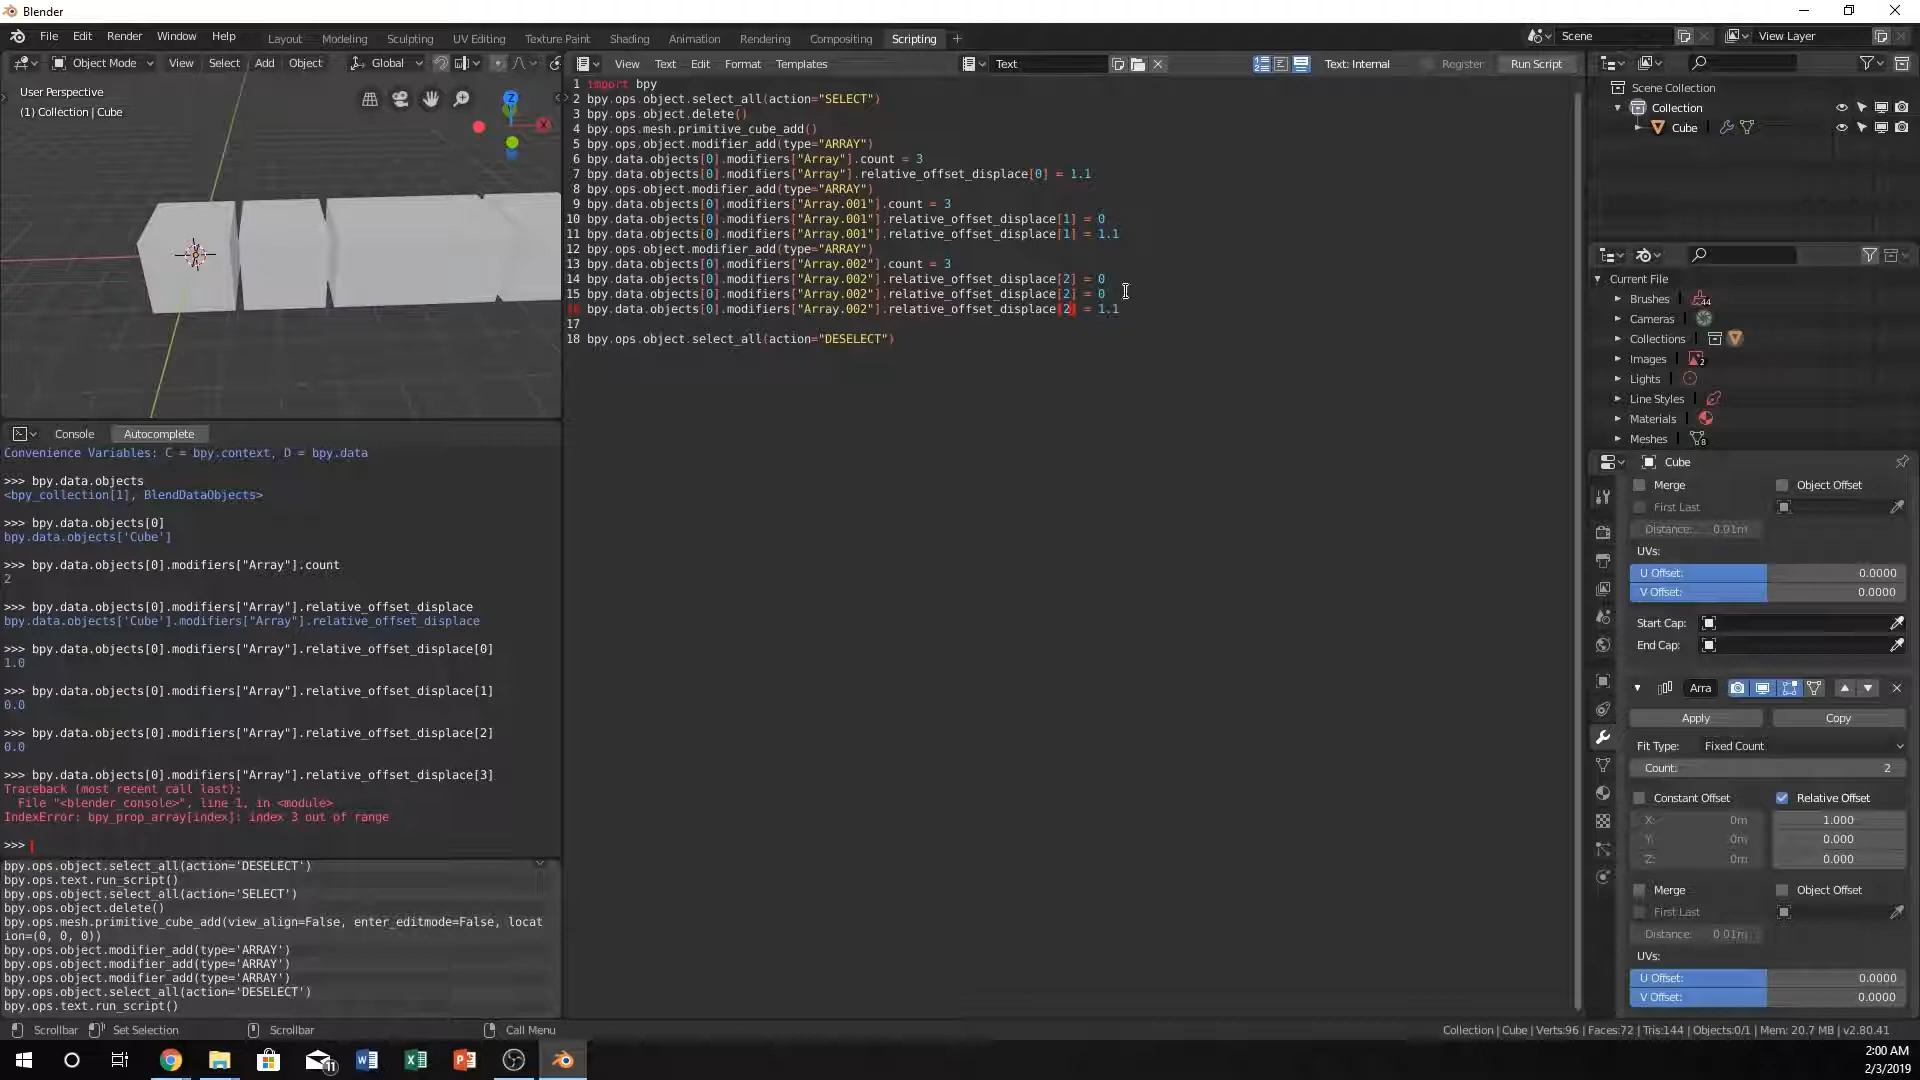 Blender
File Edit Render Window Help Layout Modeling Sculpting UV Editing Texture Paint Shading Animation Rendering Compositing Scripting + Scene View Layer
Object Mode View Select Add Object Global
View Text Edit Format Templates Text Text: Internal Register Run Script
User Perspective
(1) Collection | Cube
Z
X
1 import bpy
2 bpy.ops.object.select_all(action="SELECT")
3 bpy.ops.object.delete()
4 bpy.ops.mesh.primitive_cube_add()
5 bpy.ops.object.modifier_add(type="ARRAY")
6 bpy.data.objects[0].modifiers["Array"].count = 3
7 bpy.data.objects[0].modifiers["Array"].relative_offset_displace[0] = 1.1
8 bpy.ops.object.modifier_add(type="ARRAY")
9 bpy.data.objects[0].modifiers["Array.001"].count = 3
10 bpy.data.objects[0].modifiers["Array.001"].relative_offset_displace[1] = 0
11 bpy.data.objects[0].modifiers["Array.001"].relative_offset_displace[1] = 1.1
12 bpy.ops.object.modifier_add(type="ARRAY")
13 bpy.data.objects[0].modifiers["Array.002"].count = 3
14 bpy.data.objects[0].modifiers["Array.002"].relative_offset_displace[2] = 0
15 bpy.data.objects[0].modifiers["Array.002"].relative_offset_displace[2] = 0
bpy.data.objects[0].modifiers["Array.002"].relative_offset_displace[2] = 1.1
17
18 bpy.ops.object.select_all(action="DESELECT")
Console Autocomplete
Convenience Variables: C = bpy.context, D = bpy.data
>>> bpy.data.objects
<bpy_collection[1], BlendDataObjects>
>>> bpy.data.objects[0]
bpy.data.objects['Cube']
>>> bpy.data.objects[0].modifiers["Array"].count
2
>>> bpy.data.objects[0].modifiers["Array"].relative_offset_displace
bpy.data.objects['Cube'].modifiers["Array"].relative_offset_displace
>>> bpy.data.objects[0].modifiers["Array"].relative_offset_displace[0]
1.0
>>> bpy.data.objects[0].modifiers["Array"].relative_offset_displace[1]
0.0
>>> bpy.data.objects[0].modifiers["Array"].relative_offset_displace[2]
0.0
>>> bpy.data.objects[0].modifiers["Array"].relative_offset_displace[3]
Traceback (most recent call last):
File "<blender_console>", line 1, in <module>
IndexError: bpy_prop_array[index]: index 3 out of range
>>>
bpy.ops.object.select_all(action='DESELECT')
bpy.ops.text.run_script()
bpy.ops.object.select_all(action='SELECT')
bpy.ops.object.delete()
bpy.ops.mesh.primitive_cube_add(view_align=False, enter_editmode=False, locat
ion=(0, 0, 0))
bpy.ops.object.modifier_add(type='ARRAY')
bpy.ops.object.modifier_add(type='ARRAY')
bpy.ops.object.modifier_add(type='ARRAY')
bpy.ops.object.select_all(action='DESELECT')
bpy.ops.text.run_script()
Scene Collection
Collection
Cube
Current File
Brushes 44
Cameras
Collections
Images 2
Lights
Line Styles
Materials
Meshes 8
Cube
Merge Object Offset
First Last
Distance: 0.01m
UVs:
U Offset: 0.0000
V Offset: 0.0000
Start Cap:
End Cap:
Arra
Apply Copy
Fit Type: Fixed Count
Count: 2
Constant Offset Relative Offset
X: 0m 1.000
Y: 0m 0.000
Z: 0m 0.000
Merge Object Offset
First Last
Distance: 0.01m
UVs:
U Offset: 0.0000
V Offset: 0.0000
Scrollbar Set Selection Scrollbar Call Menu Collection | Cube | Verts:96 | Faces:72 | Tris:144 | Objects:0/1 | Mem: 20.7 MB | v2.80.41
11
2:00 AM
2/3/2019